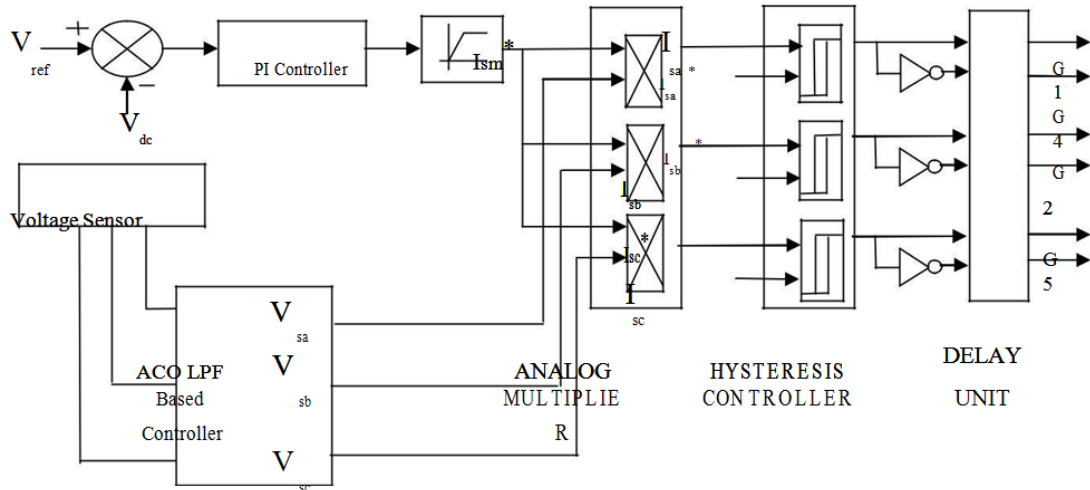 +
V ref
PI Controller
Ism*
−
V dc
I sa *
I sa
I sb *
I sb
Isc *
I sc
G
1
G
4
G
2
G
5
Voltage Sensor
V sa
V sb
V sc
ACO LPF
Based
Controller
ANALOG
MULTIPLIE
R
HYSTERESIS
CONTROLLER
DELAY
UNIT